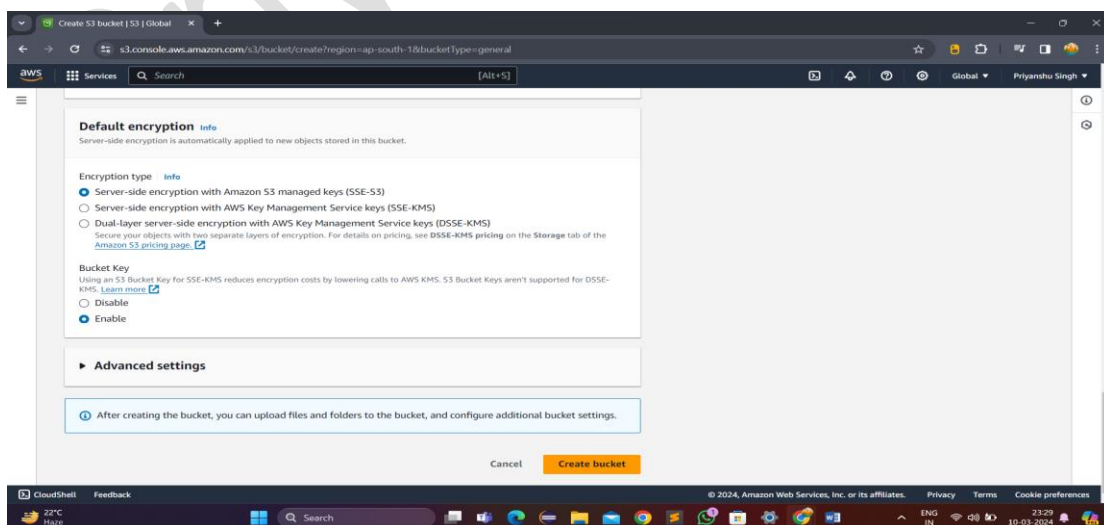 Create S3 bucket | S3 | Global
s3.console.aws.amazon.com/s3/bucket/create?region=ap-south-1&bucketType=general
aws Services Search [Alt+S] Global Priyanshu Singh
Default encryption Info
Server-side encryption is automatically applied to new objects stored in this bucket.
Encryption type Info
Server-side encryption with Amazon S3 managed keys (SSE-S3)
Server-side encryption with AWS Key Management Service keys (SSE-KMS)
Dual-layer server-side encryption with AWS Key Management Service keys (DSSE-KMS)
Secure your objects with two separate layers of encryption. For details on pricing, see DSSE-KMS pricing on the Storage tab of the
Amazon S3 pricing page.
Bucket Key
Using an S3 Bucket Key for SSE-KMS reduces encryption costs by lowering calls to AWS KMS. S3 Bucket Keys aren't supported for DSSE-
KMS. Learn more
Disable
Enable
Advanced settings
After creating the bucket, you can upload files and folders to the bucket, and configure additional bucket settings.
Cancel Create bucket
CloudShell Feedback © 2024, Amazon Web Services, Inc. or its affiliates. Privacy Terms Cookie preferences
22°C Search ENG 23:29
Haze IN 10-03-2024